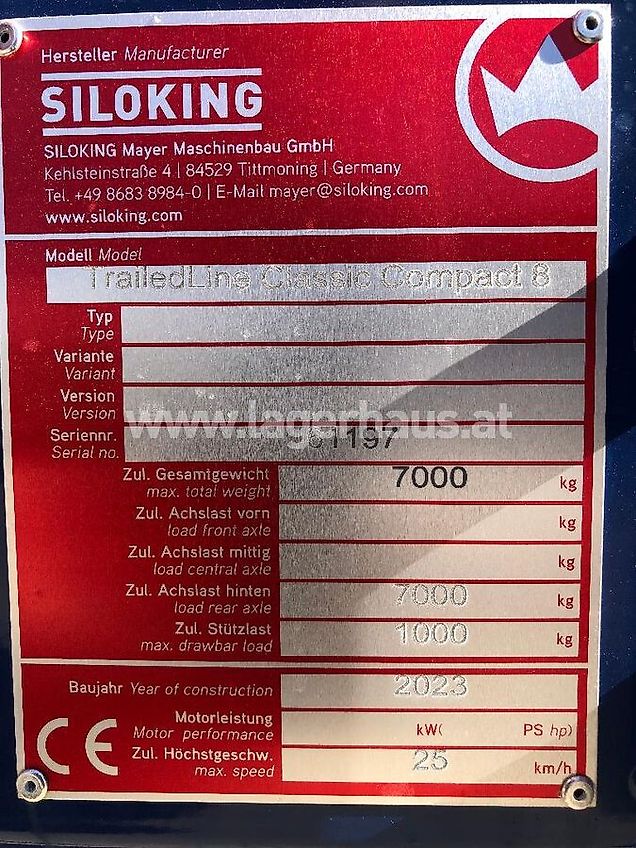 Hersteller Manufacturer
SILOKING
SILOKING Mayer Maschinenbau GmbH
Kehlsteinstraße 4 | 84529 Tittmoning | Germany
Tel. +49 8683 8984-0 | E-Mail mayer@siloking.com
www.siloking.com
Modell Model
TrailedLine Classic Compact 8
Typ
Type
Variante
Variant
Version
Version
www.lagerhaus.at
Seriennr.
Serial no.
Zul. Gesamtgewicht 7000
max. total weight kg
Zul. Achslast vorn
load front axle kg
Zul. Achslast mittig
load central axle kg
Zul. Achslast hinten 7000
load rear axle kg
Zul. Stützlast 1000
max. drawbar load kg
Baujahr Year of construction 2023
Motorleistung
Motor performance kW( PS hp)
CE
Zul. Höchstgeschw. 25
max. speed km/h